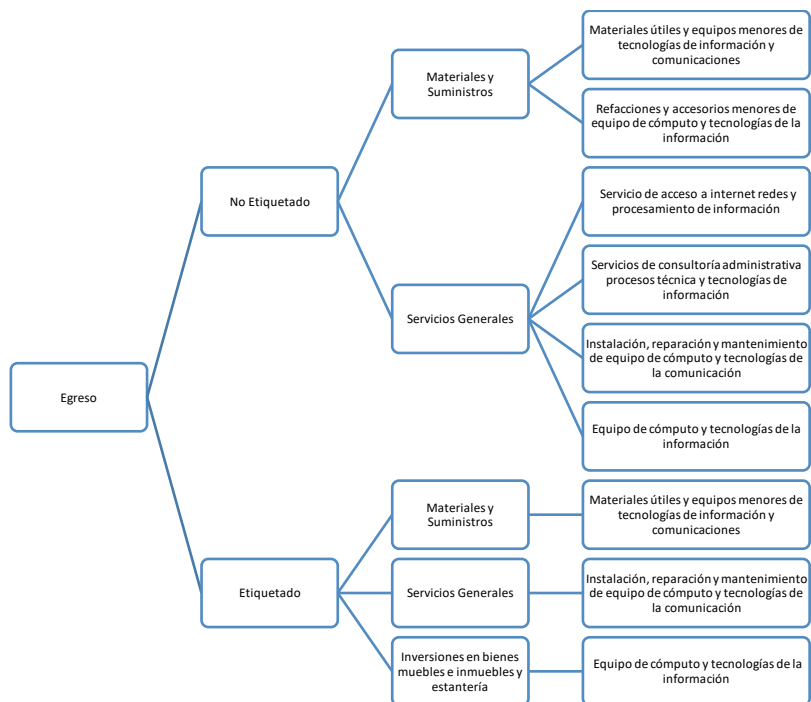 Egreso
No Etiquetado
Materiales y
Suministros
Materiales útiles y equipos menores de
tecnologías de información y
comunicaciones
Refacciones y accesorios menores de
equipo de cómputo y tecnologías de la
información
Servicios Generales
Servicio de acceso a internet redes y
procesamiento de información
Servicios de consultoría administrativa
procesos técnica y tecnologías de
información
Instalación, reparación y mantenimiento
de equipo de cómputo y tecnologías de
la comunicación
Equipo de cómputo y tecnologías de la
información
Etiquetado
Materiales y
Suministros
Materiales útiles y equipos menores de
tecnologías de información y
comunicaciones
Servicios Generales
Instalación, reparación y mantenimiento
de equipo de cómputo y tecnologías de
la comunicación
Inversiones en bienes
muebles e inmuebles y
estantería
Equipo de cómputo y tecnologías de la
información